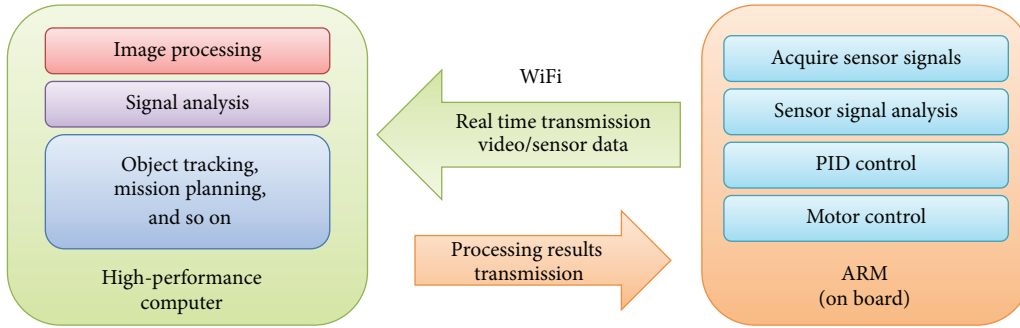 Image processing
Signal analysis
Object tracking,
mission planning,
and so on
High-performance
computer
WiFi
Real time transmission
video/sensor data
Processing results
transmission
Acquire sensor signals
Sensor signal analysis
PID control
Motor control
ARM
(on board)